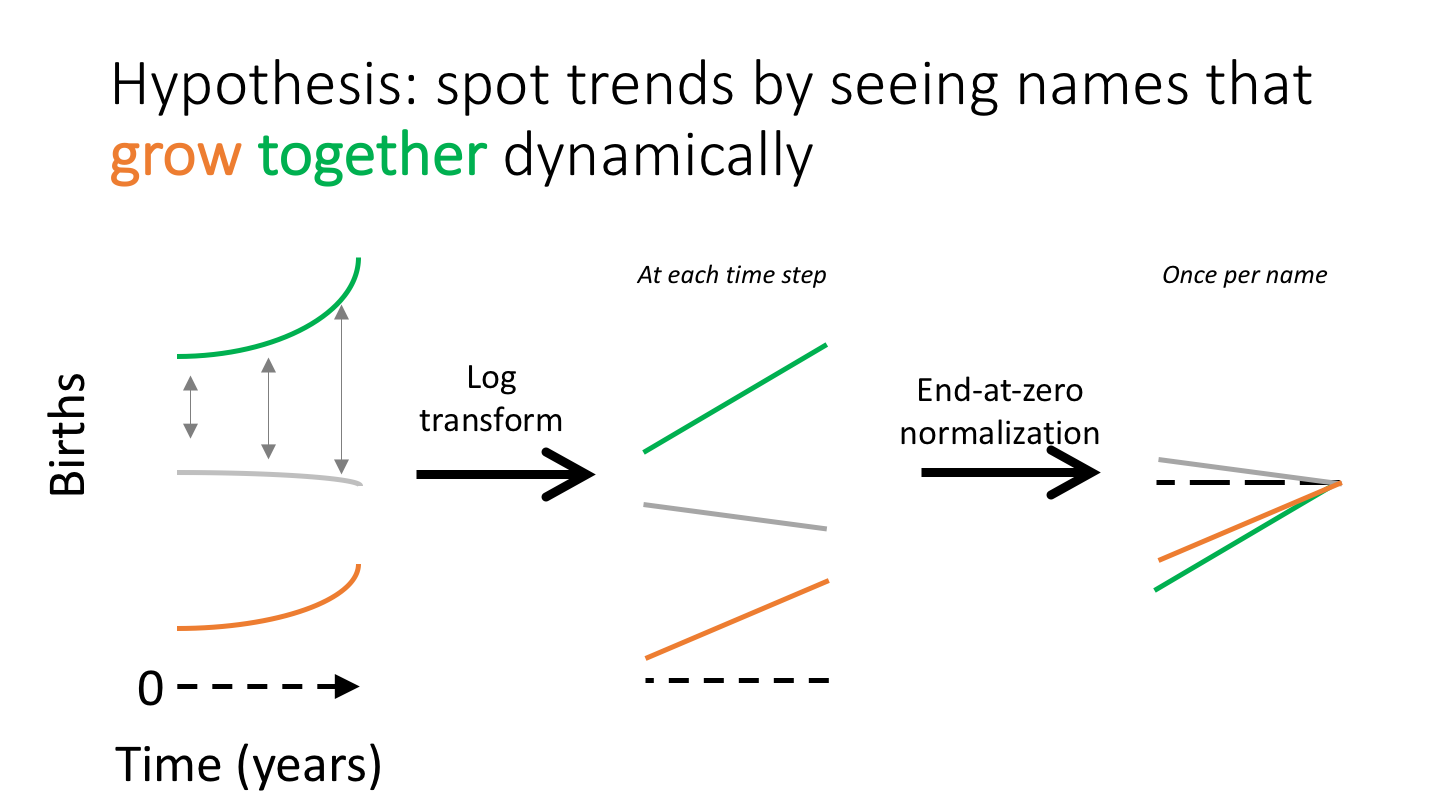 Hypothesis: spot trends by seeing names that
grow together dynamically
At each time step
Once per name
Births
Log
transform
End-at-zero
normalization
0
Time (years)